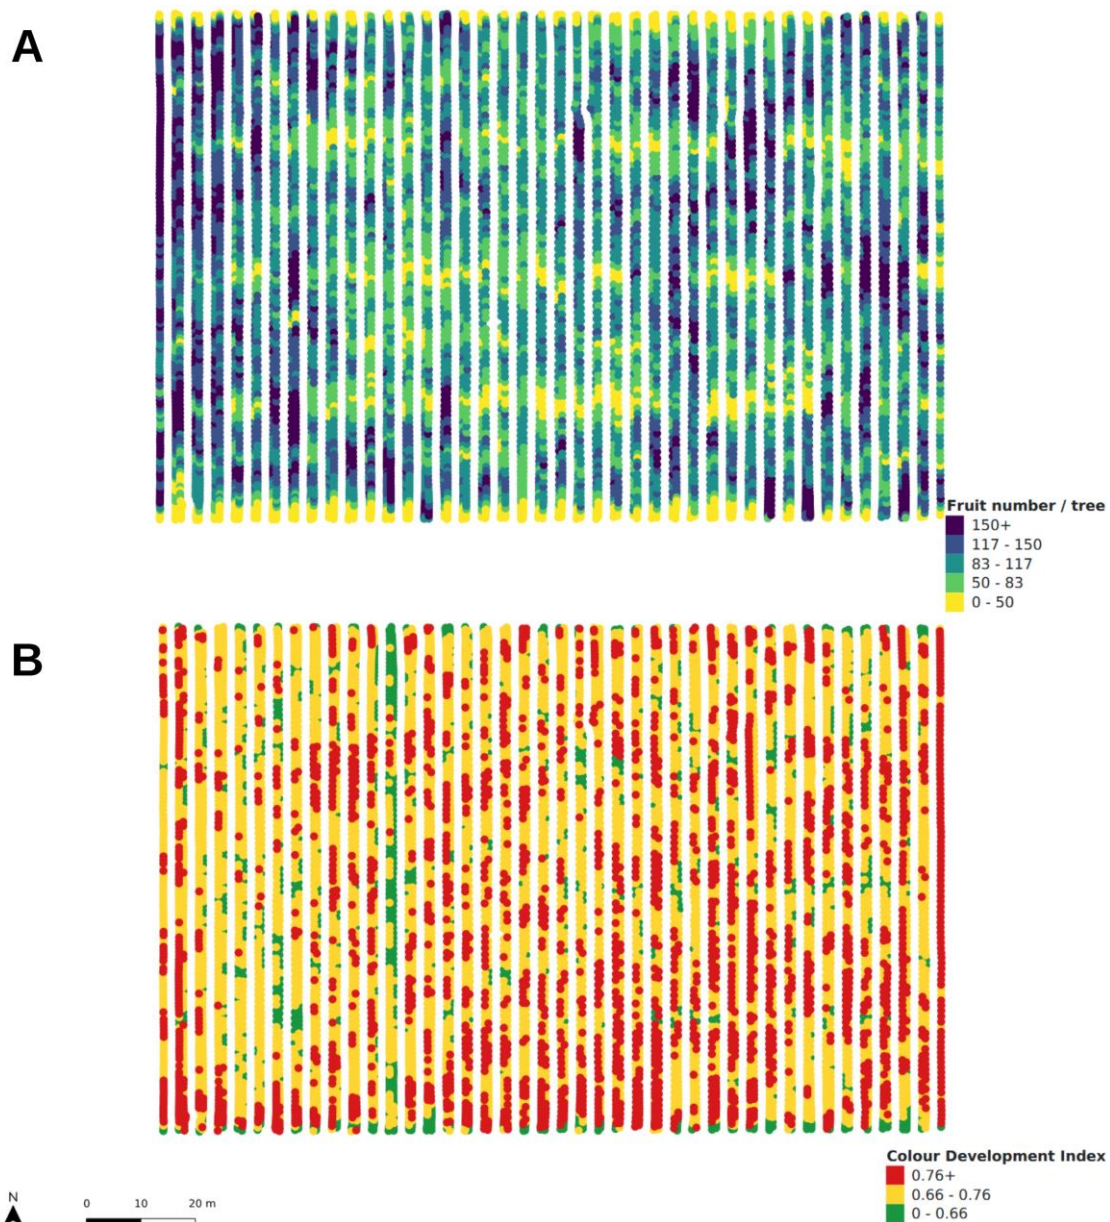 A
Fruit number / tree
150+
117 - 150
83 - 117
50 - 83
0 - 50
B
Colour Development Index
0.76+
0.66 - 0.76
0 - 0.66
N
0 10 20 m